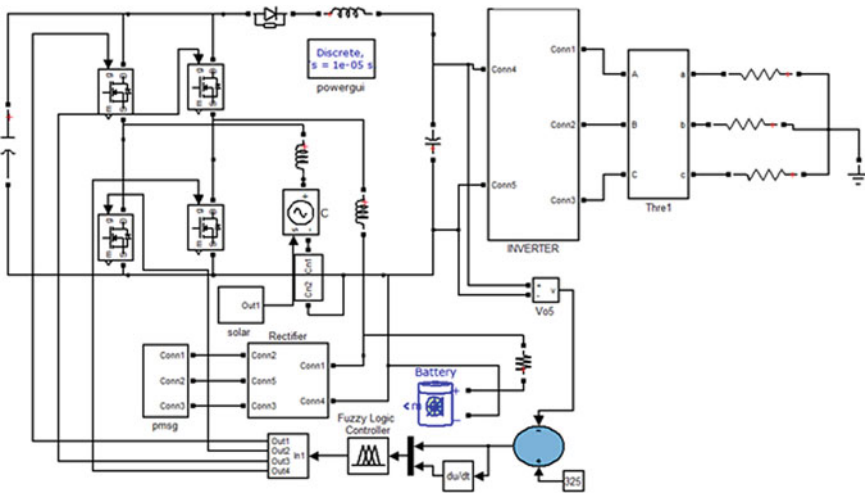 Discrete,
's = 1e-05 s
powergui
g
m
g
m
g
m
g
m
C
+
-
s
Cn1
Cn2
Out1
solar
Conn1
Conn4
Conn2
Conn5
Conn3
INVERTER
A
a
B
b
C
c
Thre1
+
-
v
Vo5
Rectifier
Conn1
Conn2
Conn3
pmsg
Conn2
Conn5
Conn3
Conn1
Conn4
Battery
< m
+
-
Fuzzy Logic
Controller
Out1
Out2
Out3
Out4
In1
du/dt
-
+
325